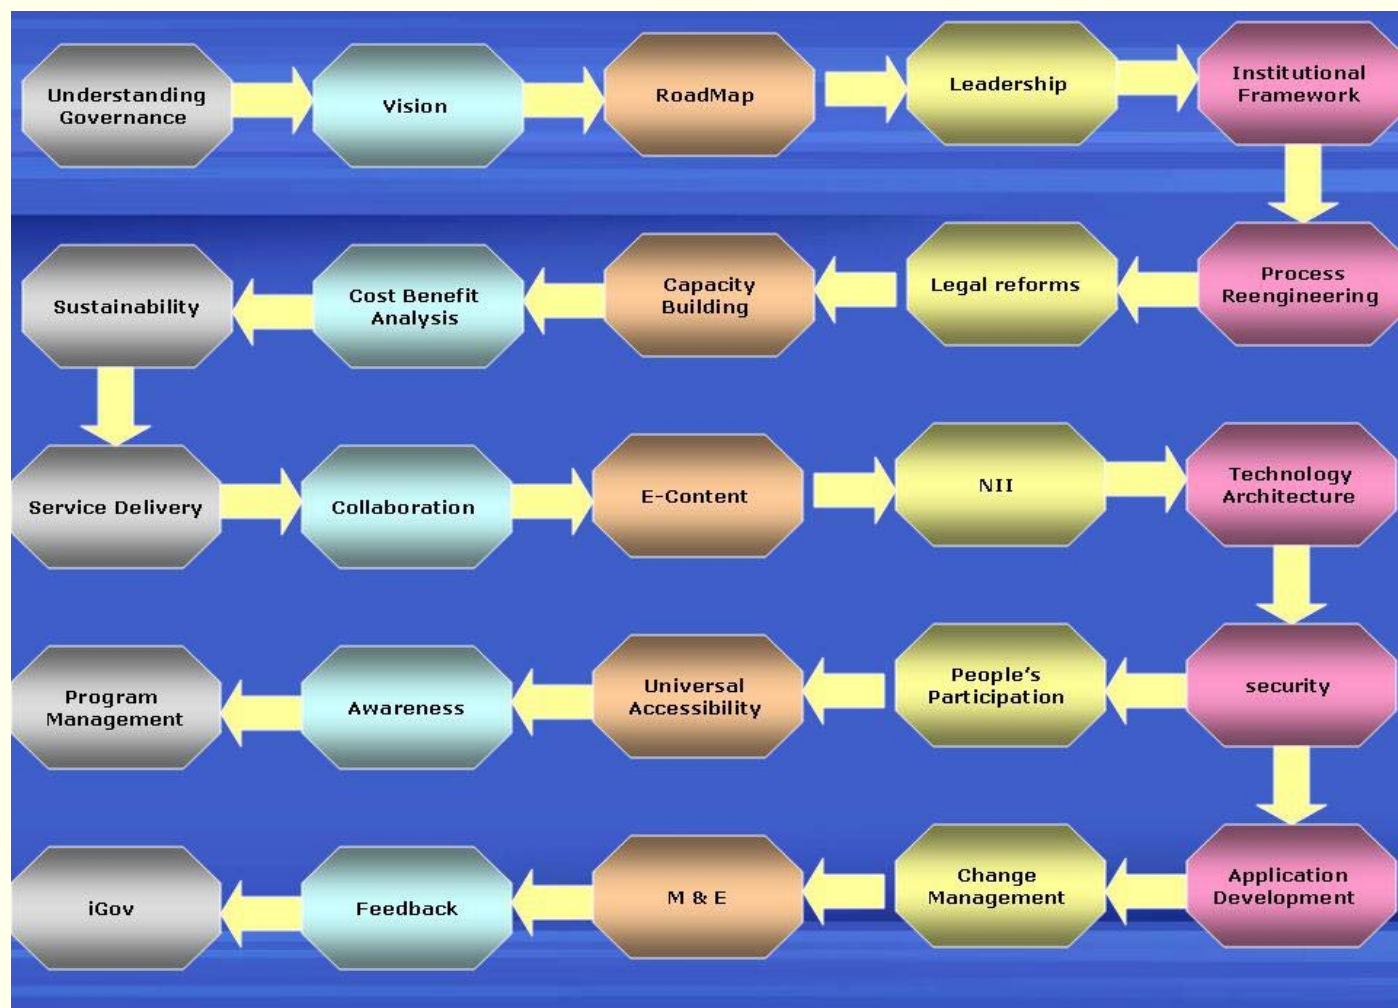 Understanding
Governance
Vision
RoadMap
Leadership
Institutional
Framework
Sustainability
Cost Benefit
Analysis
Capacity
Building
Legal reforms
Process
Reengineering
Service Delivery
Collaboration
E-Content
NII
Technology
Architecture
Program
Management
Awareness
Universal
Accessibility
People’s
Participation
security
iGov
Feedback
M & E
Change
Management
Application
Development